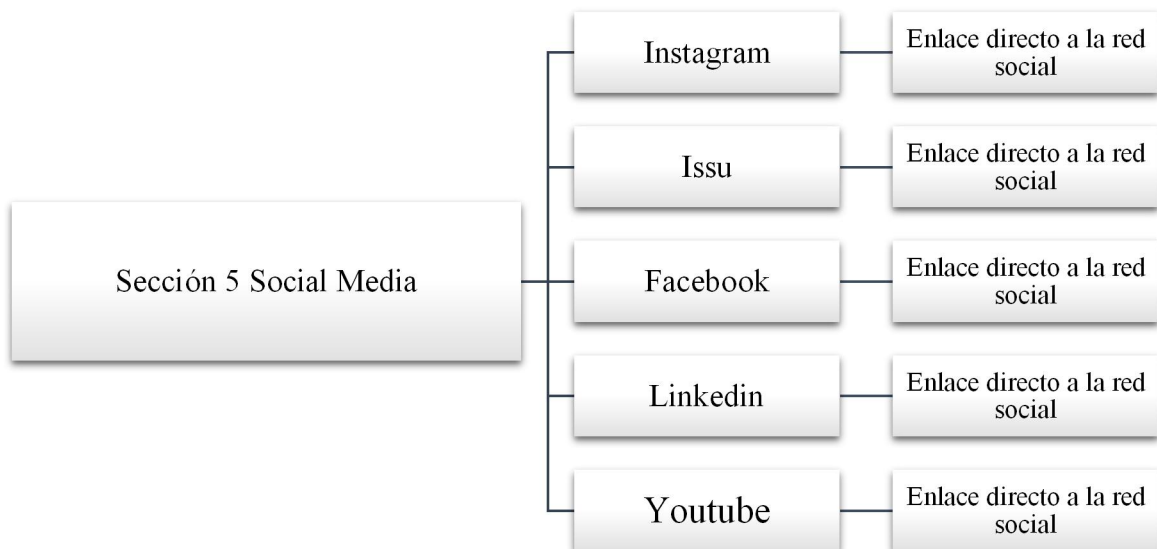 Sección 5 Social Media
Instagram
Enlace directo a la red
social
Issu
Enlace directo a la red
social
Facebook
Enlace directo a la red
social
Linkedin
Enlace directo a la red
social
Youtube
Enlace directo a la red
social